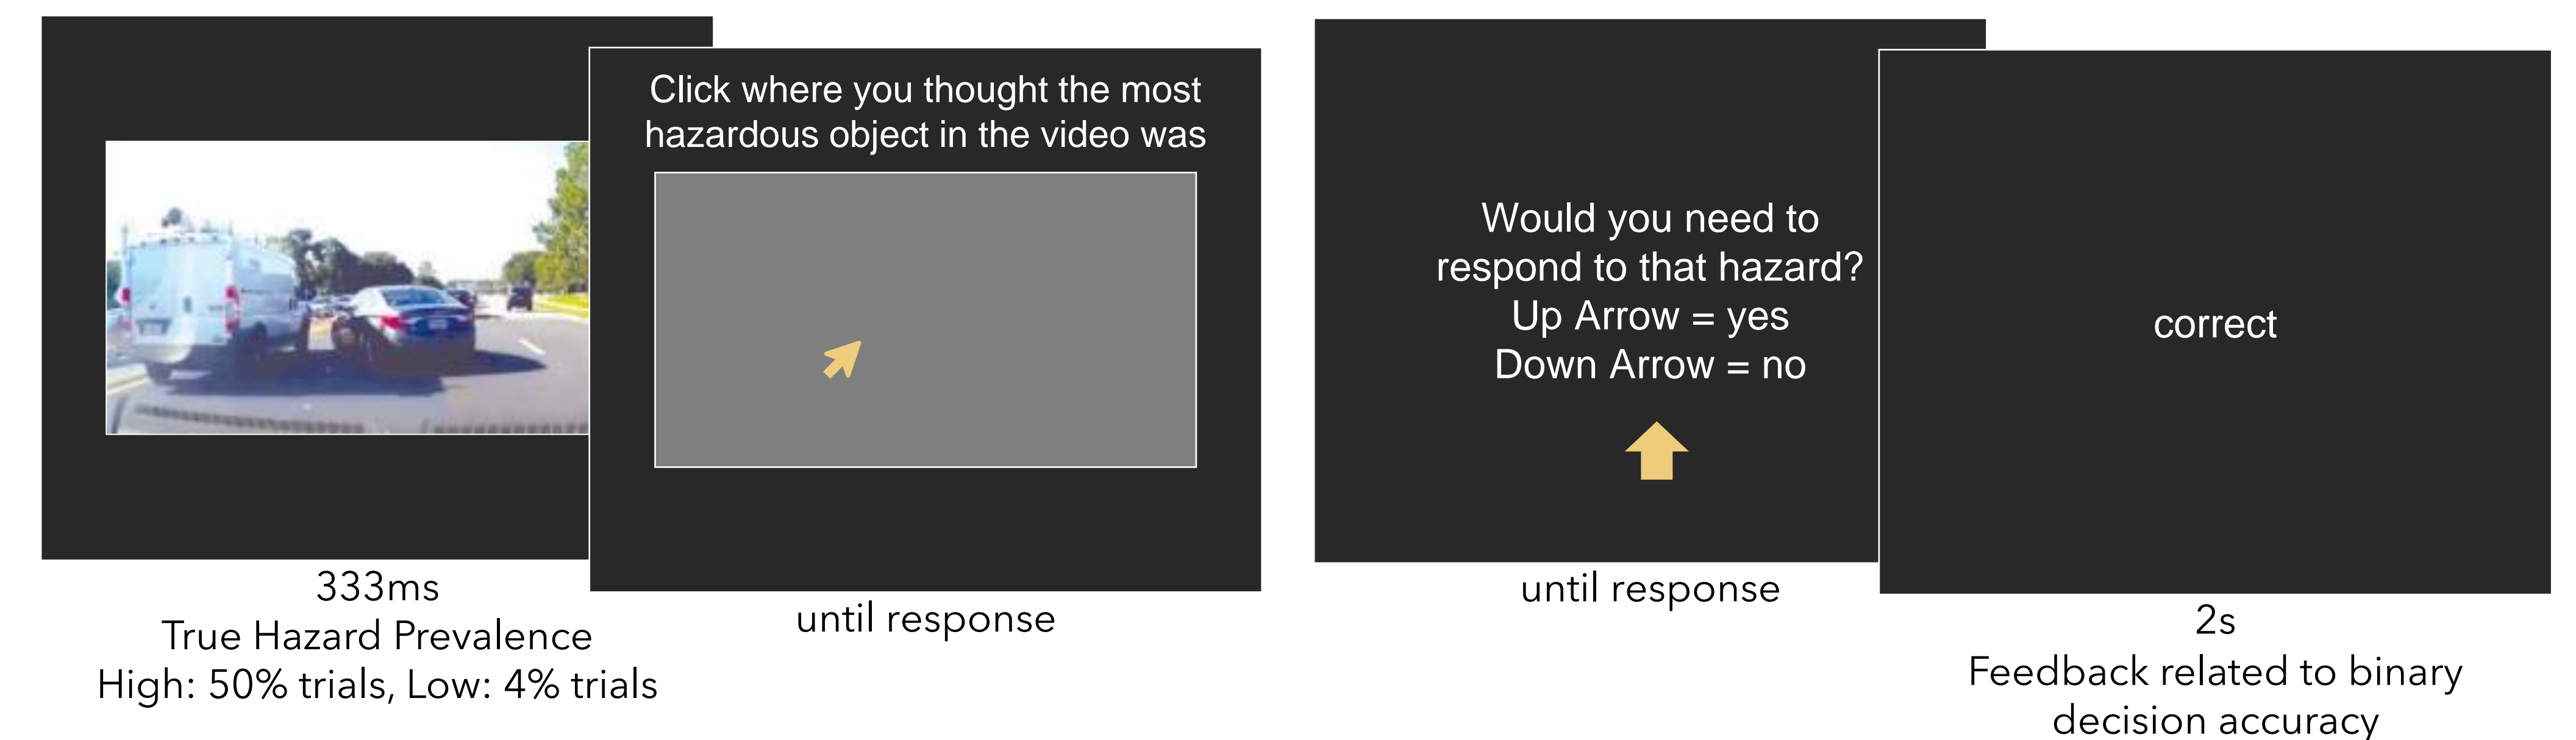 Click where you thought the most
hazardous object in the video was
Would you need to
respond to that hazard?
Up Arrow = yes
Down Arrow = no
correct
333ms
True Hazard Prevalence
High: 50% trials, Low: 4% trials
until response
until response
2s
Feedback related to binary
decision accuracy